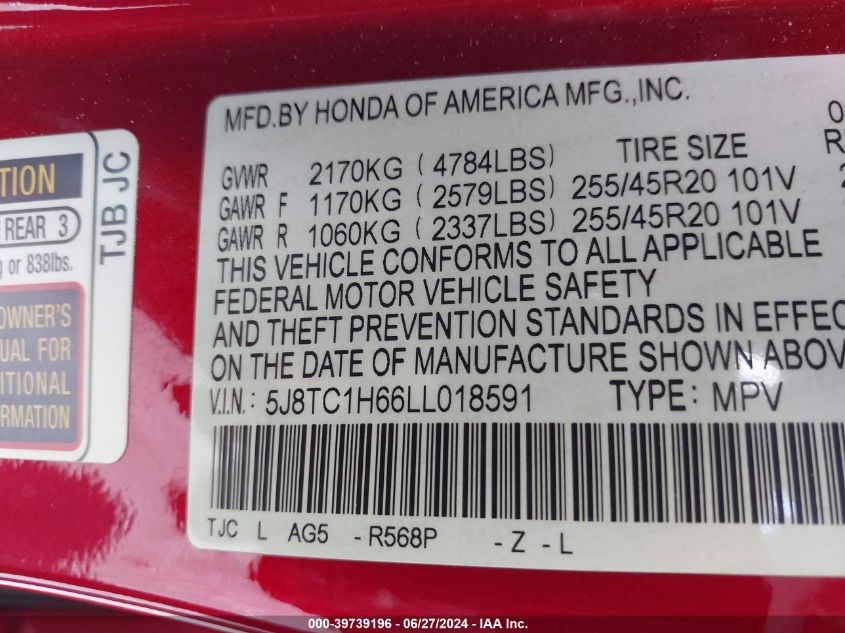 TION
REAR 3
g or 838lbs.
OWNER'S
UAL FOR
ITIONAL
FORMATION
TJB JC
MFD.BY HONDA OF AMERICA MFG.,INC.
GVWR 2170KG (4784LBS) TIRE SIZE
GAWR F 1170KG (2579LBS) 255/45R20 101V
GAWR R 1060KG (2337LBS) 255/45R20 101V
THIS VEHICLE CONFORMS TO ALL APPLICABLE
FEDERAL MOTOR VEHICLE SAFETY
AND THEFT PREVENTION STANDARDS IN EFFEC
ON THE DATE OF MANUFACTURE SHOWN ABOV
V.I.N.: 5J8TC1H66LL018591 TYPE: MPV
TJC L AG5 -R568P -Z -L
000-39739196 - 06/27/2024 - IAA Inc.